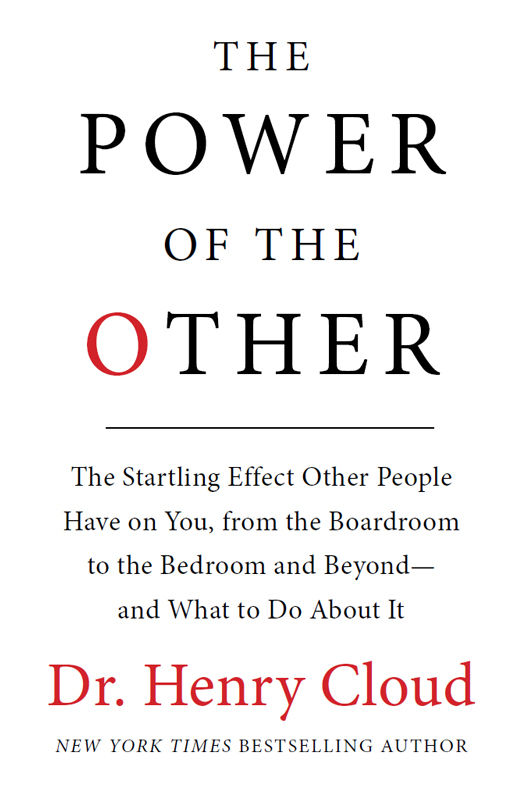 THE
POWER
OF THE
OTHER
The Startling Effect Other People
Have on You, from the Boardroom
to the Bedroom and Beyond—
and What to Do About It
Dr. Henry Cloud
NEW YORK TIMES BESTSELLING AUTHOR